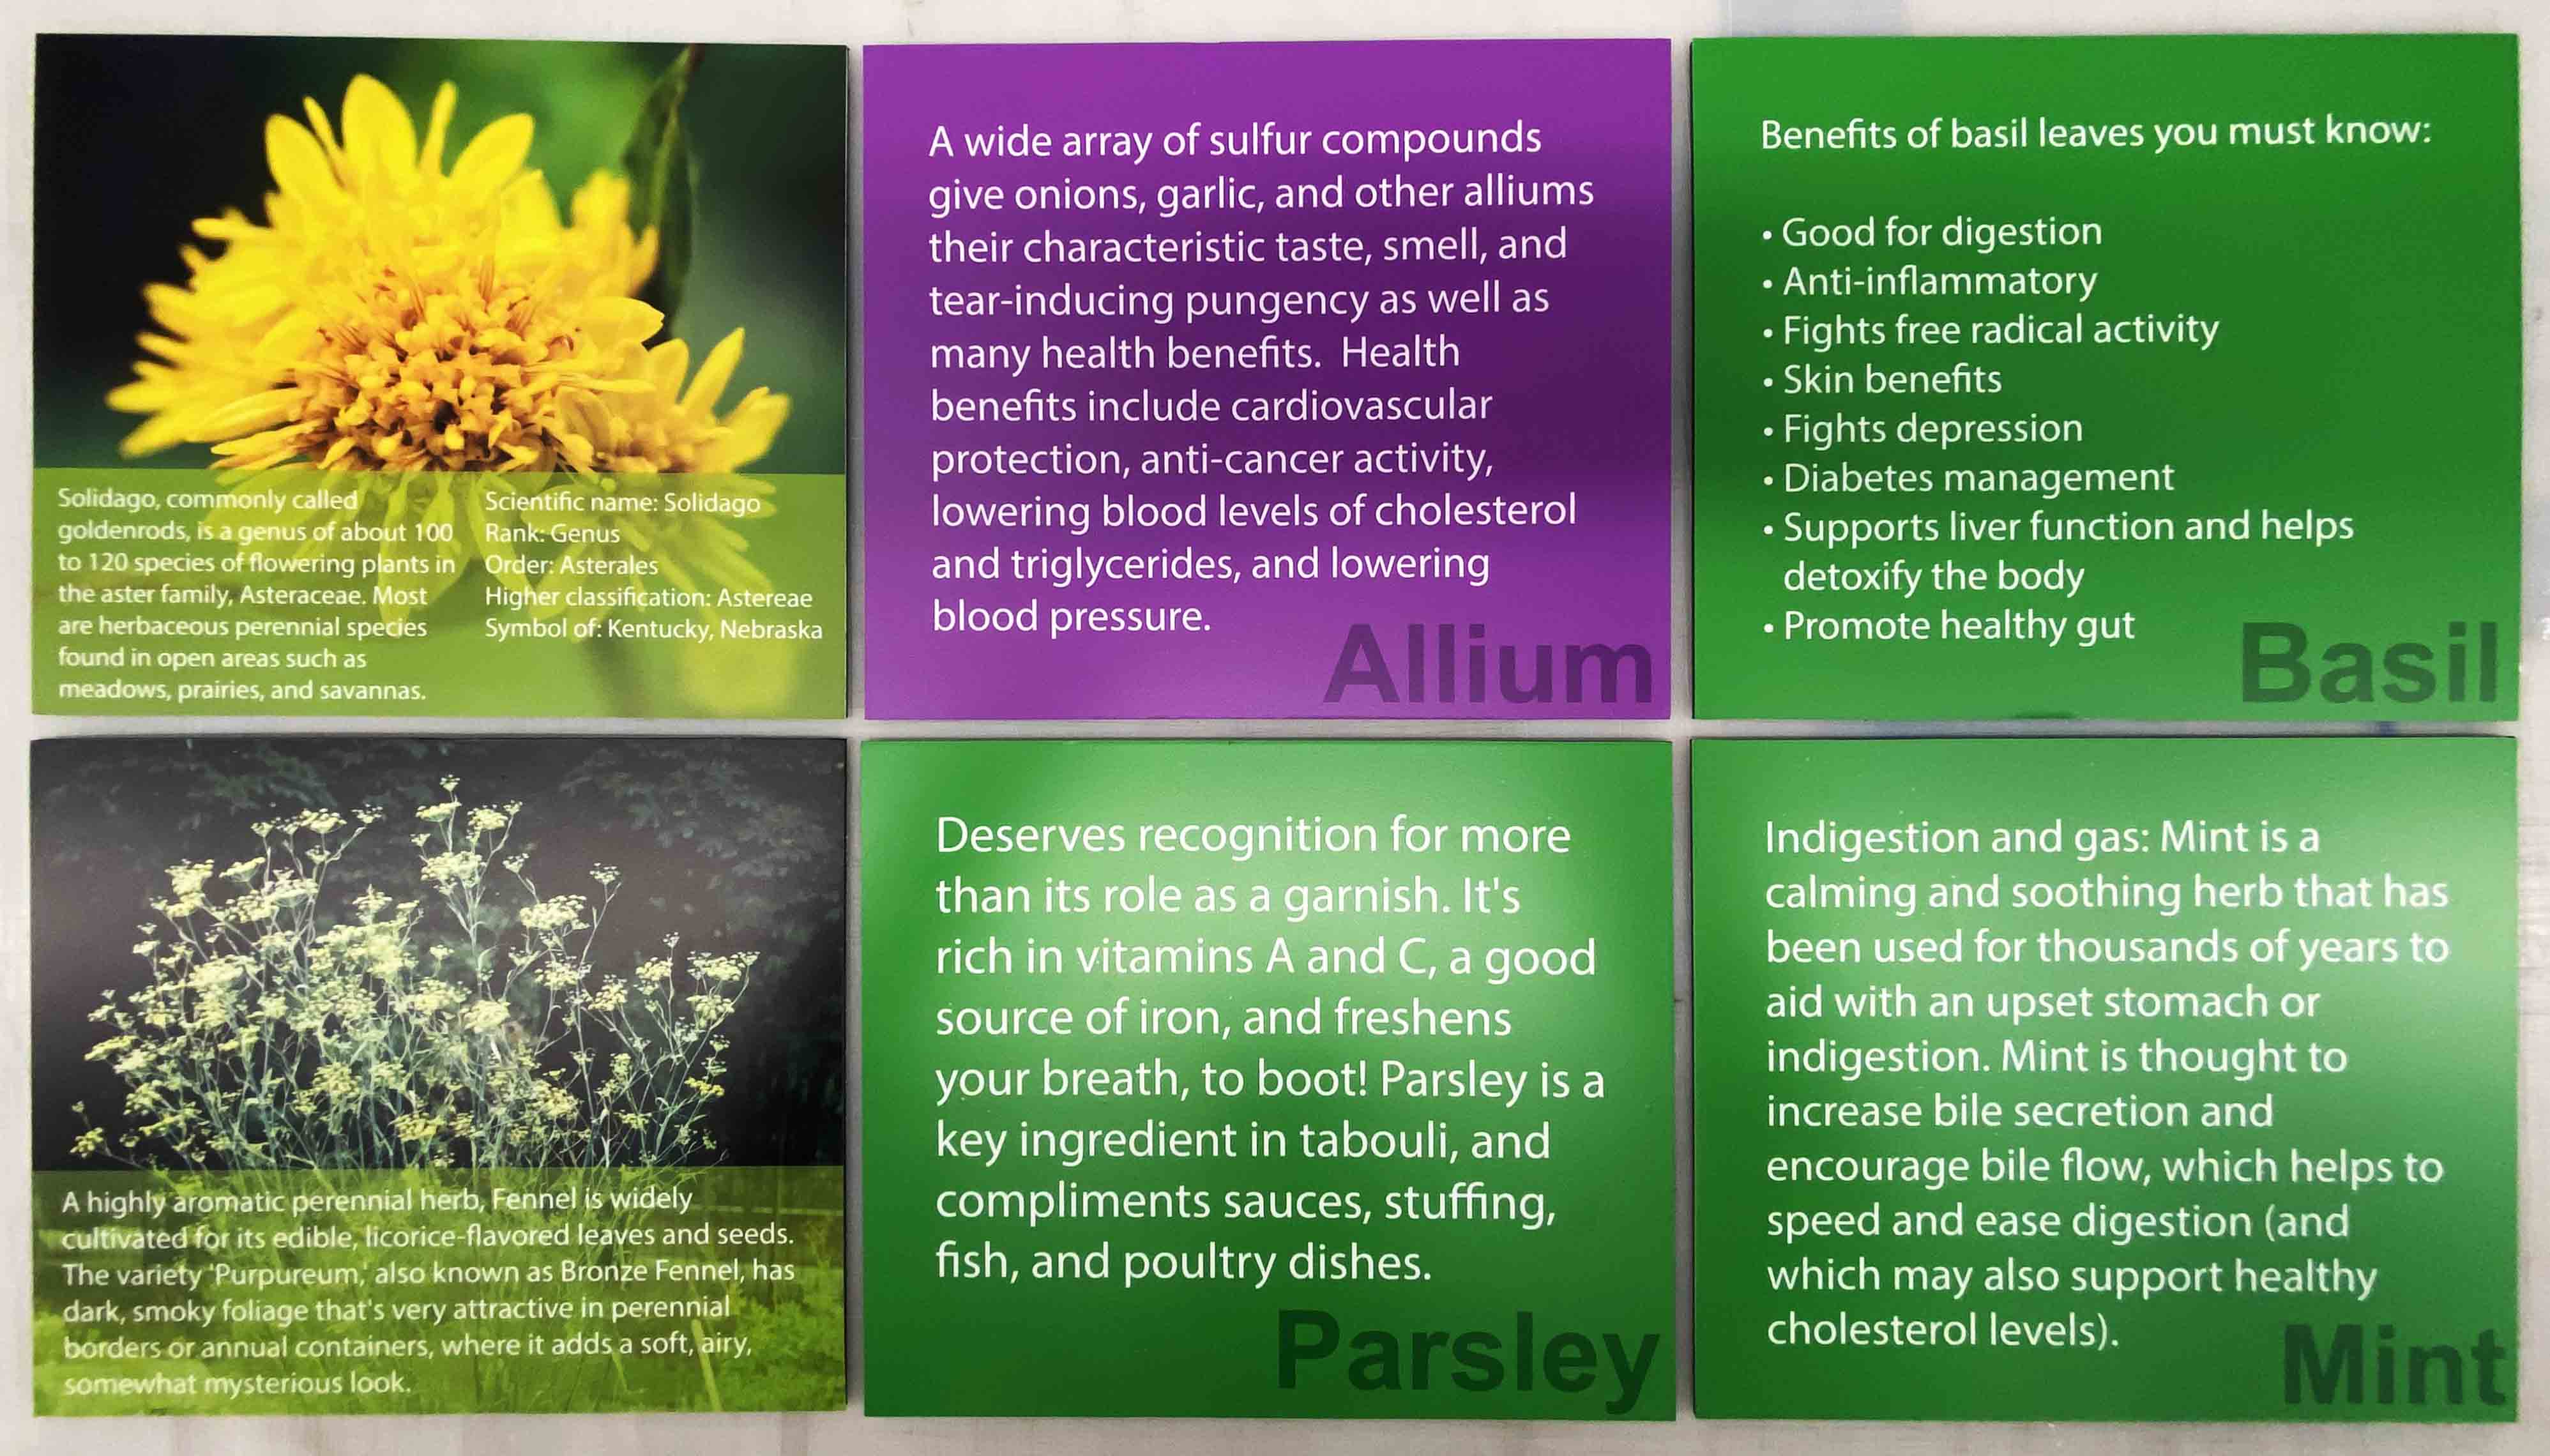 Solidago, commonly called
goldenrods, is a genus of about 100
to 120 species of flowering plants in
the aster family, Asteraceae. Most
are herbaceous perennial species
found in open areas such as
meadows, prairies, and savannas.
Scientific name: Solidago
Rank: Genus
Order: Asterales
Higher classification: Astereae
Symbol of: Kentucky, Nebraska
A wide array of sulfur compounds
give onions, garlic, and other alliums
their characteristic taste, smell, and
tear-inducing pungency as well as
many health benefits.  Health
benefits include cardiovascular
protection, anti-cancer activity,
lowering blood levels of cholesterol
and triglycerides, and lowering
blood pressure.
Allium
Benefits of basil leaves you must know:
• Good for digestion
• Anti-inflammatory
• Fights free radical activity
• Skin benefits
• Fights depression
• Diabetes management
• Supports liver function and helps
detoxify the body
• Promote healthy gut
Basil
A highly aromatic perennial herb, Fennel is widely
cultivated for its edible, licorice-flavored leaves and seeds.
The variety 'Purpureum,' also known as Bronze Fennel, has
dark, smoky foliage that's very attractive in perennial
borders or annual containers, where it adds a soft, airy,
somewhat mysterious look.
Deserves recognition for more
than its role as a garnish. It's
rich in vitamins A and C, a good
source of iron, and freshens
your breath, to boot! Parsley is a
key ingredient in tabouli, and
compliments sauces, stuffing,
fish, and poultry dishes.
Parsley
Indigestion and gas: Mint is a
calming and soothing herb that has
been used for thousands of years to
aid with an upset stomach or
indigestion. Mint is thought to
increase bile secretion and
encourage bile flow, which helps to
speed and ease digestion (and
which may also support healthy
cholesterol levels).
Mint